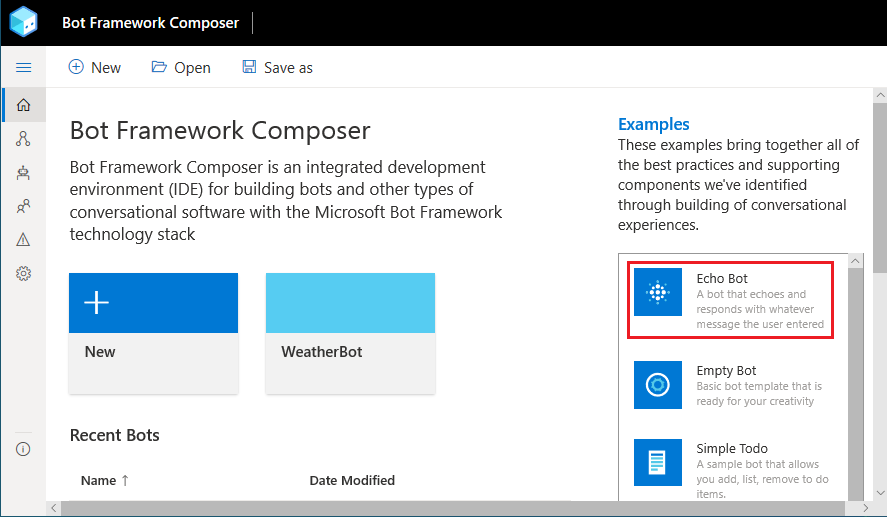 Bot Framework Composer
New
Open
Save as
Bot Framework Composer
Bot Framework Composer is an integrated development
environment (IDE) for building bots and other types of
conversational software with the Microsoft Bot Framework
technology stack
New
WeatherBot
Recent Bots
Name ↑
Date Modified
Examples
These examples bring together all of
the best practices and supporting
components we've identified
through building of conversational
experiences.
Echo Bot
A bot that echoes and
responds with whatever
message the user entered
Empty Bot
Basic bot template that is
ready for your creativity
Simple Todo
A sample bot that allows
you add, list, remove to do
items.